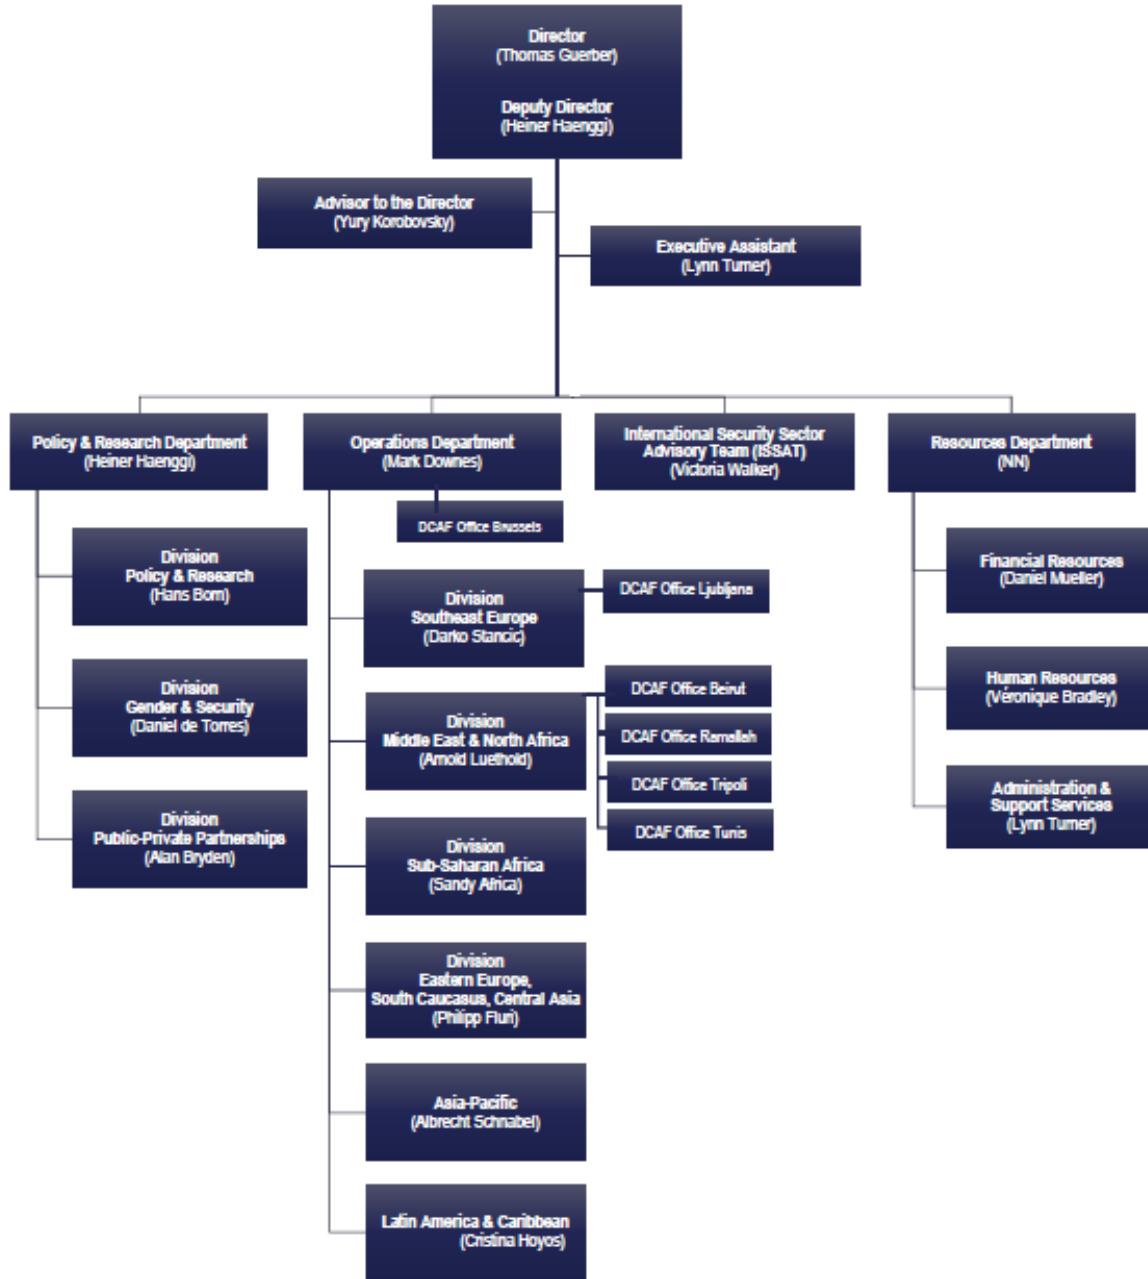 Director
(Thomas Guerber)
Deputy Director
(Heiner Haenggi)
Advisor to the Director
(Yury Korobovsky)
Executive Assistant
(Lynn Turner)
Policy & Research Department
(Heiner Haenggi)
Operations Department
(Mark Downes)
International Security Sector
Advisory Team (ISSAT)
(Victoria Walker)
Resources Department
(NN)
DCAF Office Brussels
Division
Policy & Research
(Hans Born)
Division
Gender & Security
(Daniel de Torres)
Division
Public-Private Partnerships
(Alan Bryden)
Division
Southeast Europe
(Darko Stancic)
DCAF Office Ljubljana
Division
Middle East & North Africa
(Arnold Luethold)
DCAF Office Beirut
DCAF Office Ramallah
DCAF Office Tripoli
DCAF Office Tunis
Division
Sub-Saharan Africa
(Sandy Africa)
Division
Eastern Europe,
South Caucasus, Central Asia
(Philipp Fluri)
Asia-Pacific
(Albrecht Schnabel)
Latin America & Caribbean
(Cristina Hoyos)
Financial Resources
(Daniel Mueller)
Human Resources
(Véronique Bradley)
Administration &
Support Services
(Lynn Turner)